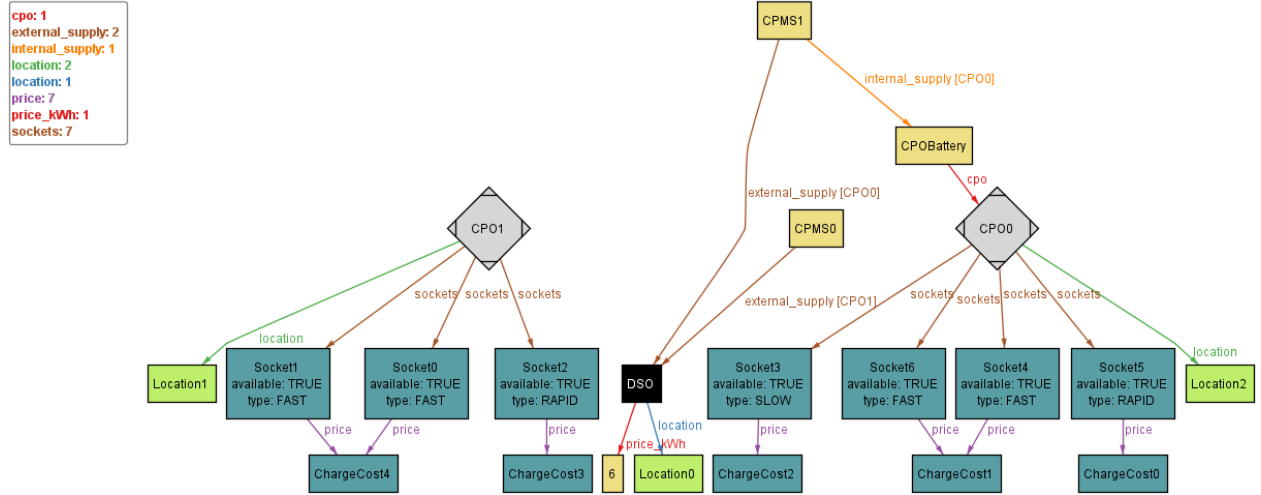 cpo: 1
external_supply: 2
internal_supply: 1
location: 2
location: 1
price: 7
price_kWh: 1
sockets: 7
CPMS1
internal_supply [CPO0]
CPOBattery
cpo
external_supply [CPO0]
CPO1
CPMS0
CPO0
sockets
sockets
sockets
external_supply [CPO1]
sockets
sockets
sockets
sockets
location
location
Location1
Socket1
available: TRUE
type: FAST
Socket0
available: TRUE
type: FAST
Socket2
available: TRUE
type: RAPID
DSO
Socket3
available: TRUE
type: SLOW
Socket6
available: TRUE
type: FAST
Socket4
available: TRUE
type: FAST
Socket5
available: TRUE
type: RAPID
Location2
price
price
price
price_kWh
location
price
price
price
price
ChargeCost4
ChargeCost3
6
Location0
ChargeCost2
ChargeCost1
ChargeCost0